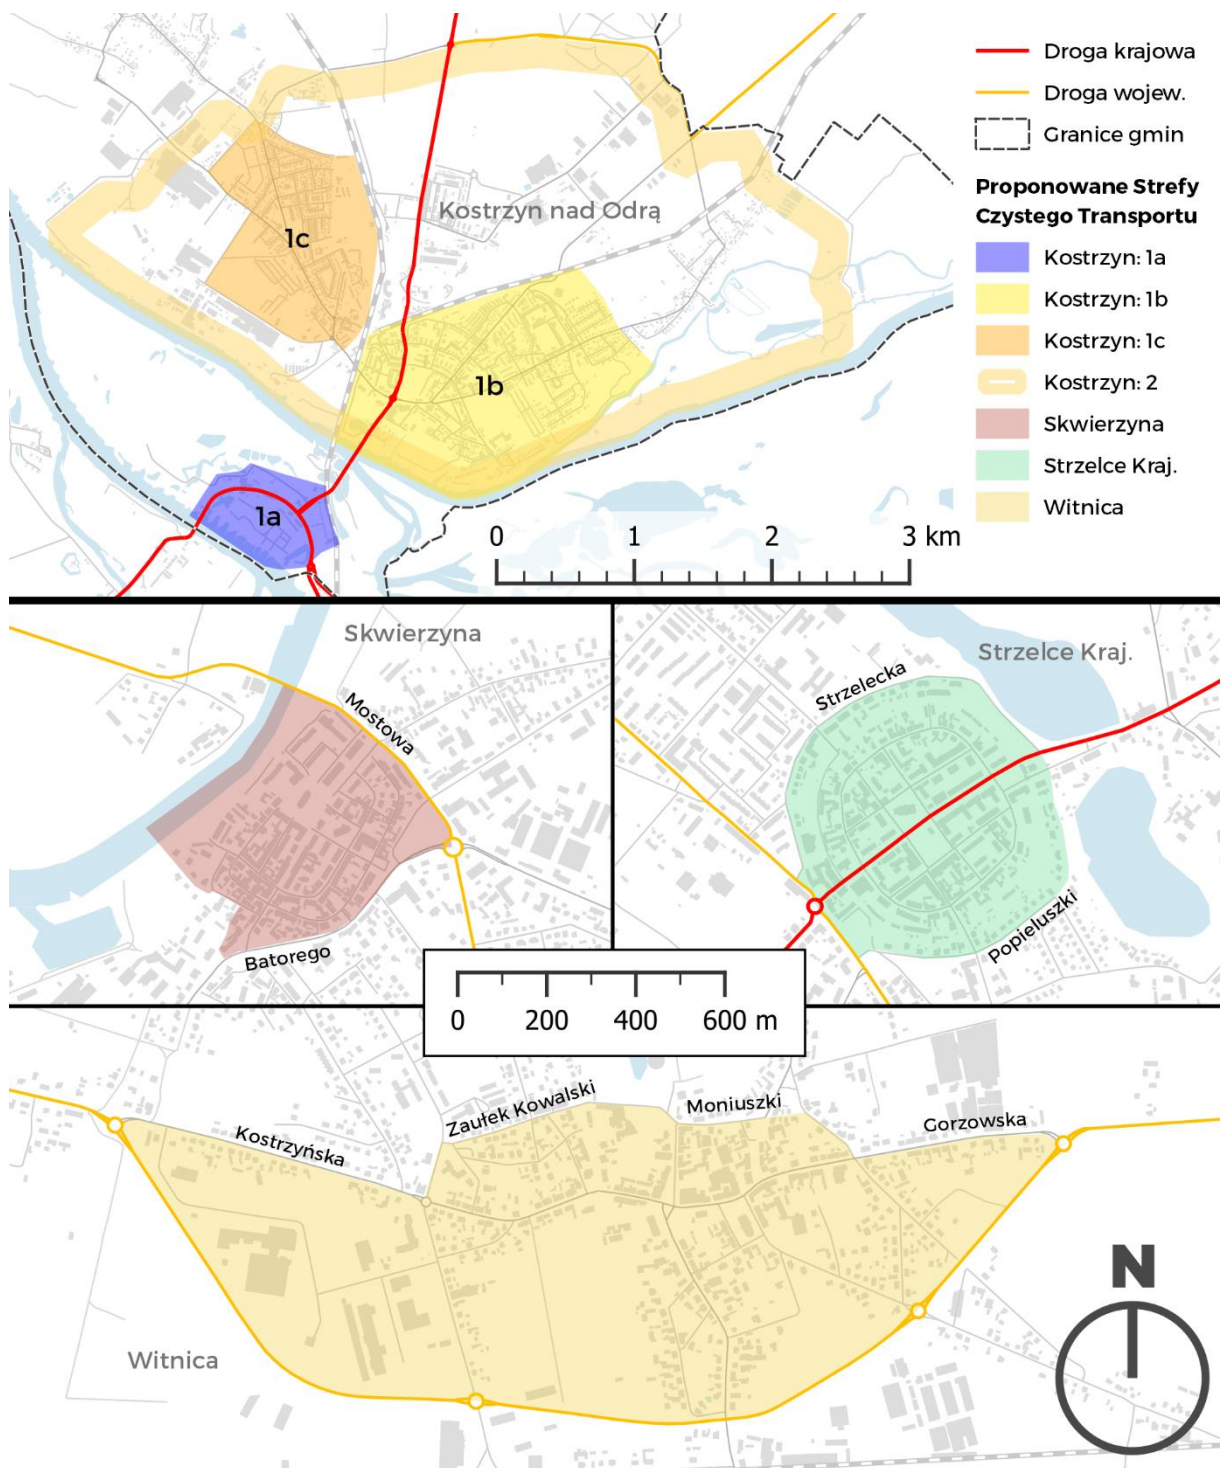 Droga krajowa
Droga wojew.
Granice gmin
Proponowane Strefy
Czystego Transportu
Kostrzyn: 1a
Kostrzyn: 1b
Kostrzyn: 1c
Kostrzyn: 2
Skwierzyna
Strzelce Kraj.
Witnica
Kostrzyn nad Odrą
1c
1b
1a
0 1 2 3 km
Skwierzyna
Mostowa
Batorego
Strzelce Kraj.
Strzelecka
Popieluszki
0 200 400 600 m
Zaułek Kowalski
Moniuszki
Gorzowska
Kostrzyńska
Witnica
N